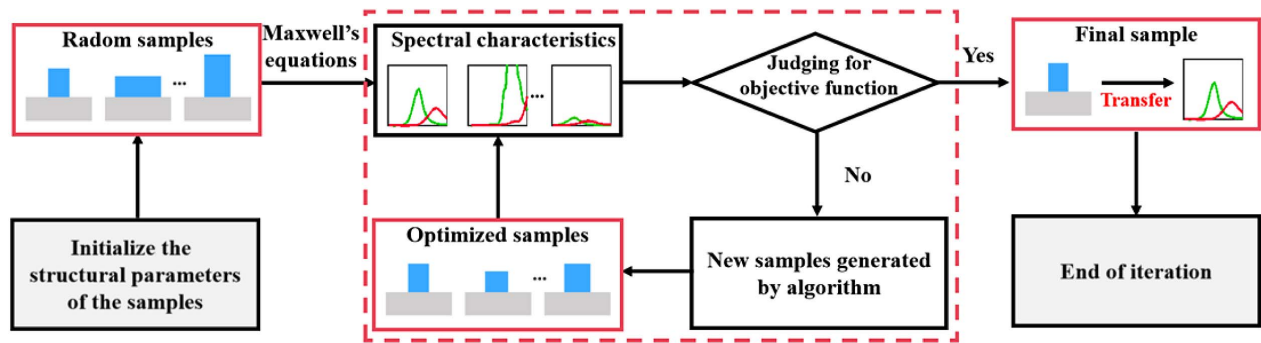 Radom samples
...
Initialize the
structural parameters
of the samples
Maxwell's
equations
Spectral characteristics
...
Judging for
objective function
No
New samples generated
by algorithm
Optimized samples
...
Yes
Final sample
Transfer
End of iteration